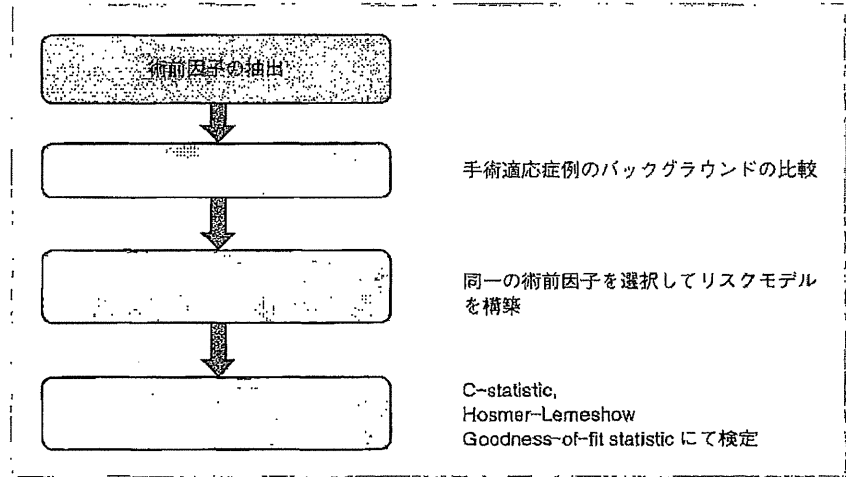 術前因子の抽出
手術適応症例のバックグラウンドの比較
同一の術前因子を選択してリスクモデル
を構築
C-statistic,
Hosmer-Lemeshow
Goodness-of-fit statistic にて検定